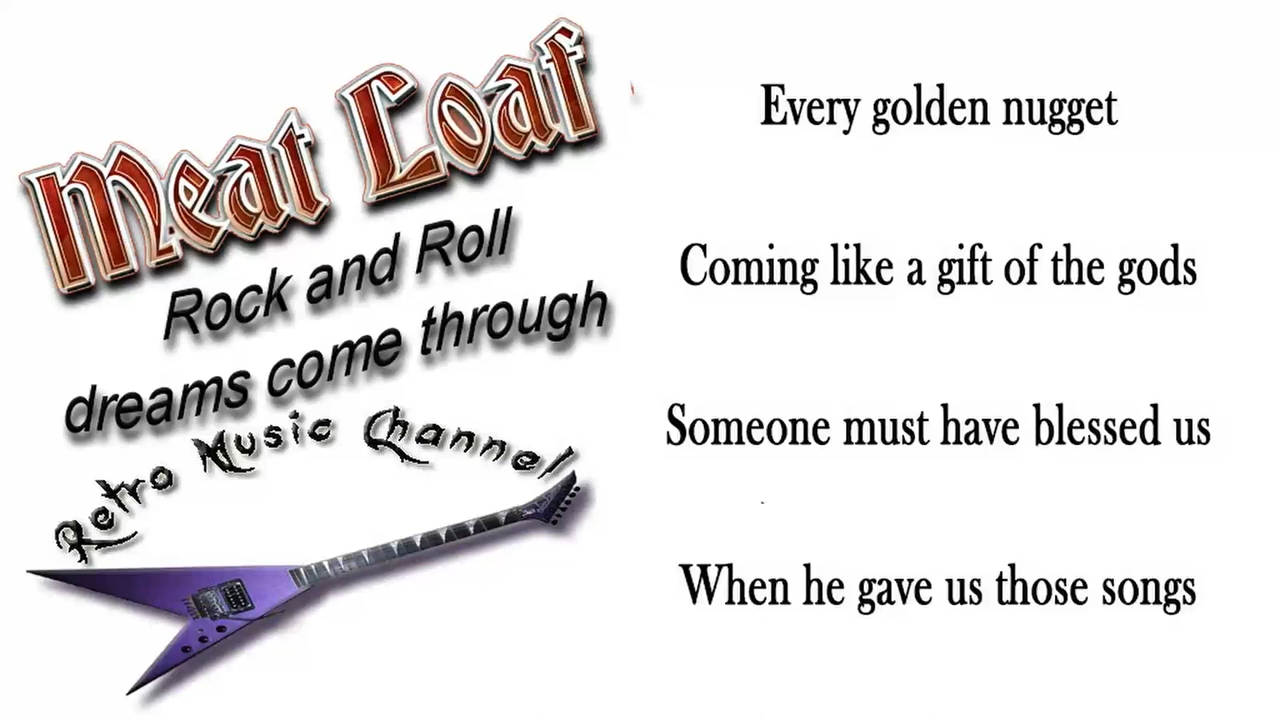 Meat Loaf
Rock and Roll
dreams come through
Retro Music Channel
Every golden nugget
Coming like a gift of the gods
Someone must have blessed us
When he gave us those songs